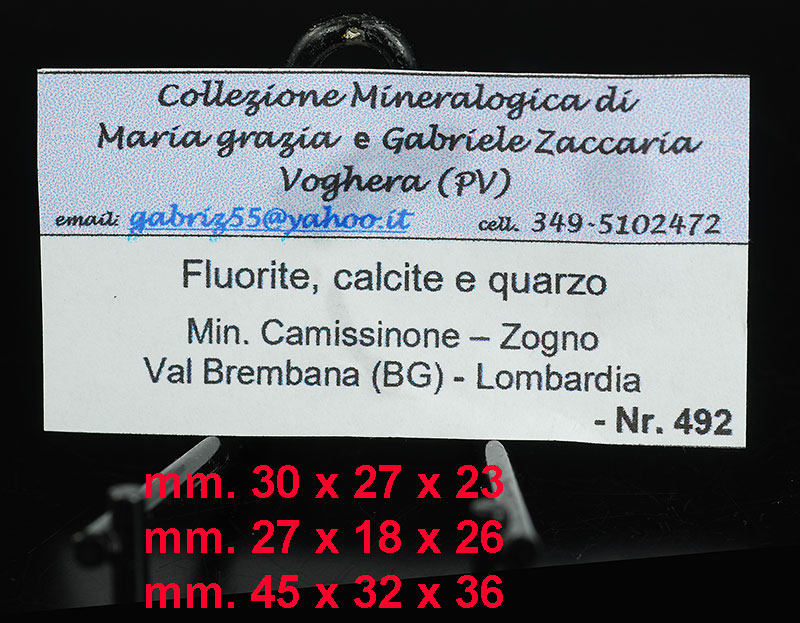 Collezione Mineralogica di
Maria grazia e Gabriele Zaccaria
Voghera (PV)
email: gabriz55@yahoo.it cell. 349-5102472
Fluorite, calcite e quarzo
Min. Camissinone – Zogno
Val Brembana (BG) - Lombardia
- Nr. 492
mm. 30 x 27 x 23
mm. 27 x 18 x 26
mm. 45 x 32 x 36